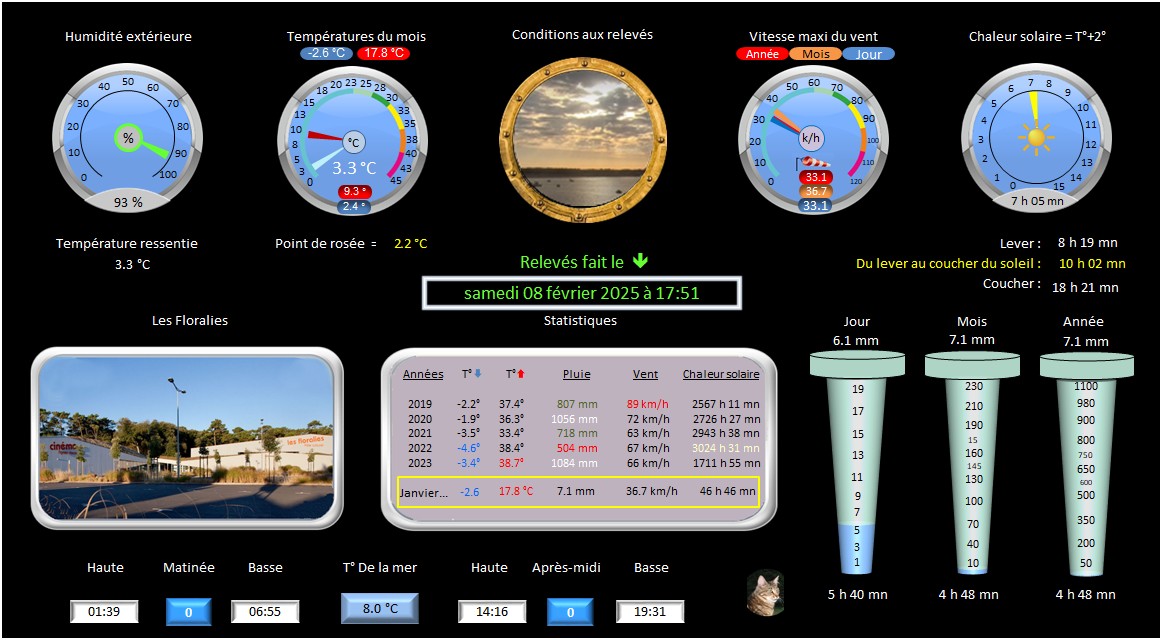 Humidité extérieure
Températures du mois
Conditions aux relevés
Vitesse maxi du vent
Chaleur solaire = T°+2°
-2.6 °C 17.8 °C
Année Mois Jour
0 10 20 30 40 50 60 70 80 90 100
%
93 %
0 3 5 8 10 13 15 18 20 23 25 28 30 33 35 38 40 43 45
°C
3.3 °C
9.3 °
2.4 °
0 10 20 30 40 50 60 70 80 90 100 110 120
k/h
33.1
36.7
33.1
0 1 2 3 4 5 6 7 8 9 10 11 12 13 14 15
7 h 05 mn
Température ressentie
3.3 °C
Point de rosée = 2.2 °C
Relevés fait le
samedi 08 février 2025 à 17:51
Lever : 8 h 19 mn
Du lever au coucher du soleil : 10 h 02 mn
Coucher : 18 h 21 mn
Les Floralies
cinéma
les floralies
Statistiques
Années T° T° Pluie Vent Chaleur solaire
2019 -2.2° 37.4° 807 mm 89 km/h 2567 h 11 mn
2020 -1.9° 36.3° 1056 mm 72 km/h 2726 h 27 mn
2021 -3.5° 33.4° 718 mm 63 km/h 2943 h 38 mn
2022 -4.6° 38.4° 504 mm 67 km/h 3024 h 31 mn
2023 -3.4° 38.7° 1084 mm 66 km/h 1711 h 55 mn
Janvier... -2.6 17.8 °C 7.1 mm 36.7 km/h 46 h 46 mn
Jour
6.1 mm
19
17
15
13
11
9
7
5
3
1
5 h 40 mn
Mois
7.1 mm
230
210
190
15
160
145
130
100
70
40
10
4 h 48 mn
Année
7.1 mm
1100
980
900
800
750
650
600
500
350
200
50
4 h 48 mn
Haute Matinée Basse
01:39 0 06:55
T° De la mer
8.0 °C
Haute Après-midi Basse
14:16 0 19:31